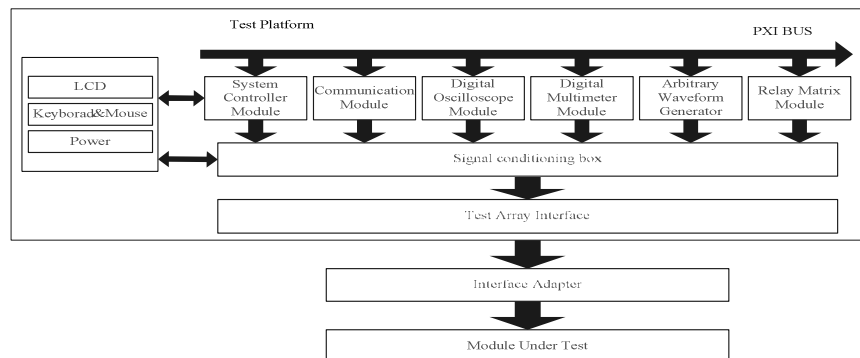 Test Platform
PXI BUS
LCD
Keyborad&Mouse
Power
System
Controller
Module
Communication
Module
Digital
Oscilloscope
Module
Digital
Multimeter
Module
Arbitrary
Waveform
Generator
Relay Matrix
Module
Signal conditioning box
Test Array Interface
Interface Adapter
Module Under Test